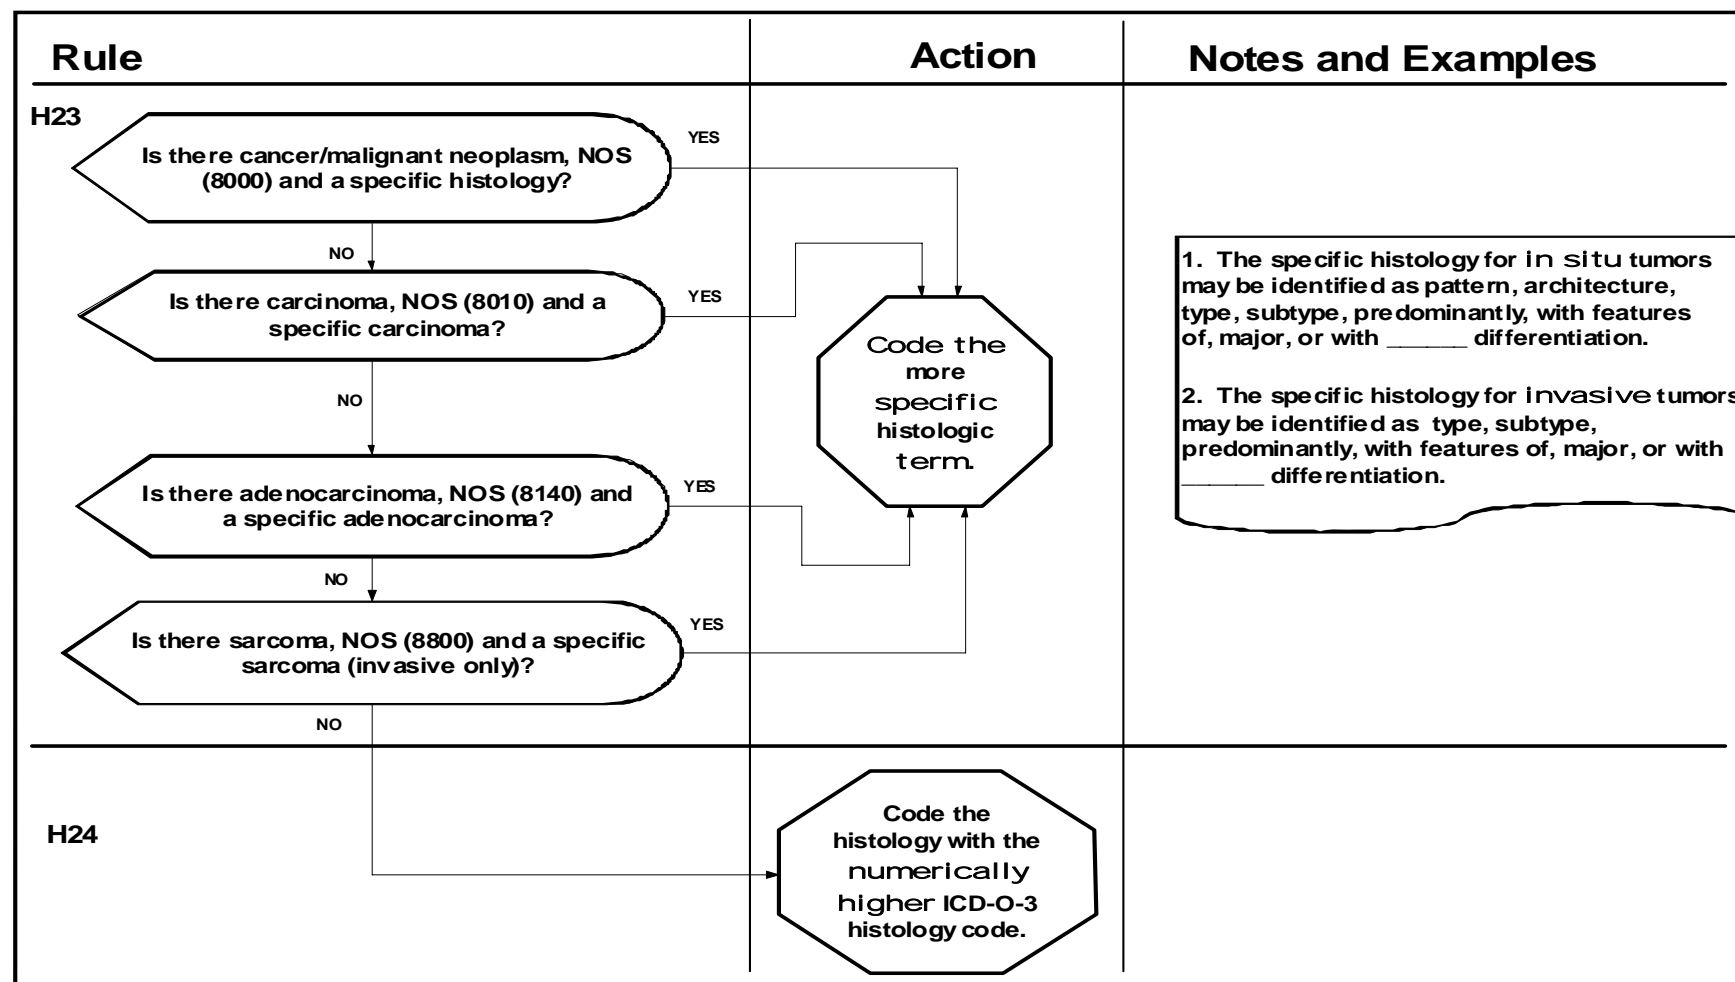 Rule
Action
Notes and Examples
H23
Is there cancer/malignant neoplasm, NOS
(8000) and a specific histology?
YES
NO
Is there carcinoma, NOS (8010) and a
specific carcinoma?
YES
NO
Is there adenocarcinoma, NOS (8140) and
a specific adenocarcinoma?
YES
NO
Is there sarcoma, NOS (8800) and a specific
sarcoma (invasive only)?
YES
NO
Code the
more
specific
histologic
term.
1. The specific histology for in situ tumors
may be identified as pattern, architecture,
type, subtype, predominantly, with features
of, major, or with ______ differentiation.
2. The specific histology for invasive tumors
may be identified as type, subtype,
predominantly, with features of, major, or with
______ differentiation.
H24
Code the
histology with the
numerically
higher ICD-O-3
histology code.